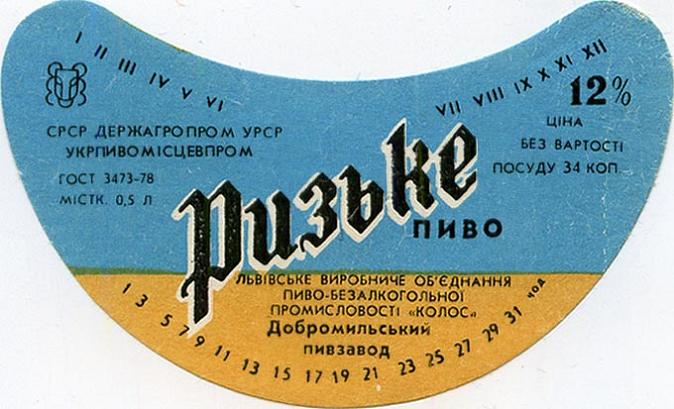 I II III IV V VI
VII VIII IX X XI XII
СРСР ДЕРЖАГРОПРОМ УРСР
УКРПИВОМІСЦЕВПРОМ
ГОСТ 3473-78
МІСТК. 0,5 Л
12%
ЦІНА
БЕЗ ВАРТОСТІ
ПОСУДУ 34 КОП.
Ризьке
ПИВО
ЛЬВІВСЬКЕ ВИРОБНИЧЕ ОБ'ЄДНАННЯ
ПИВО-БЕЗАЛКОГОЛЬНОЇ
ПРОМИСЛОВОСТІ «КОЛОС»
Добромильський
пивзавод
1 3 5 7 9 11 13 15 17 19 21 23 25 27 29 31